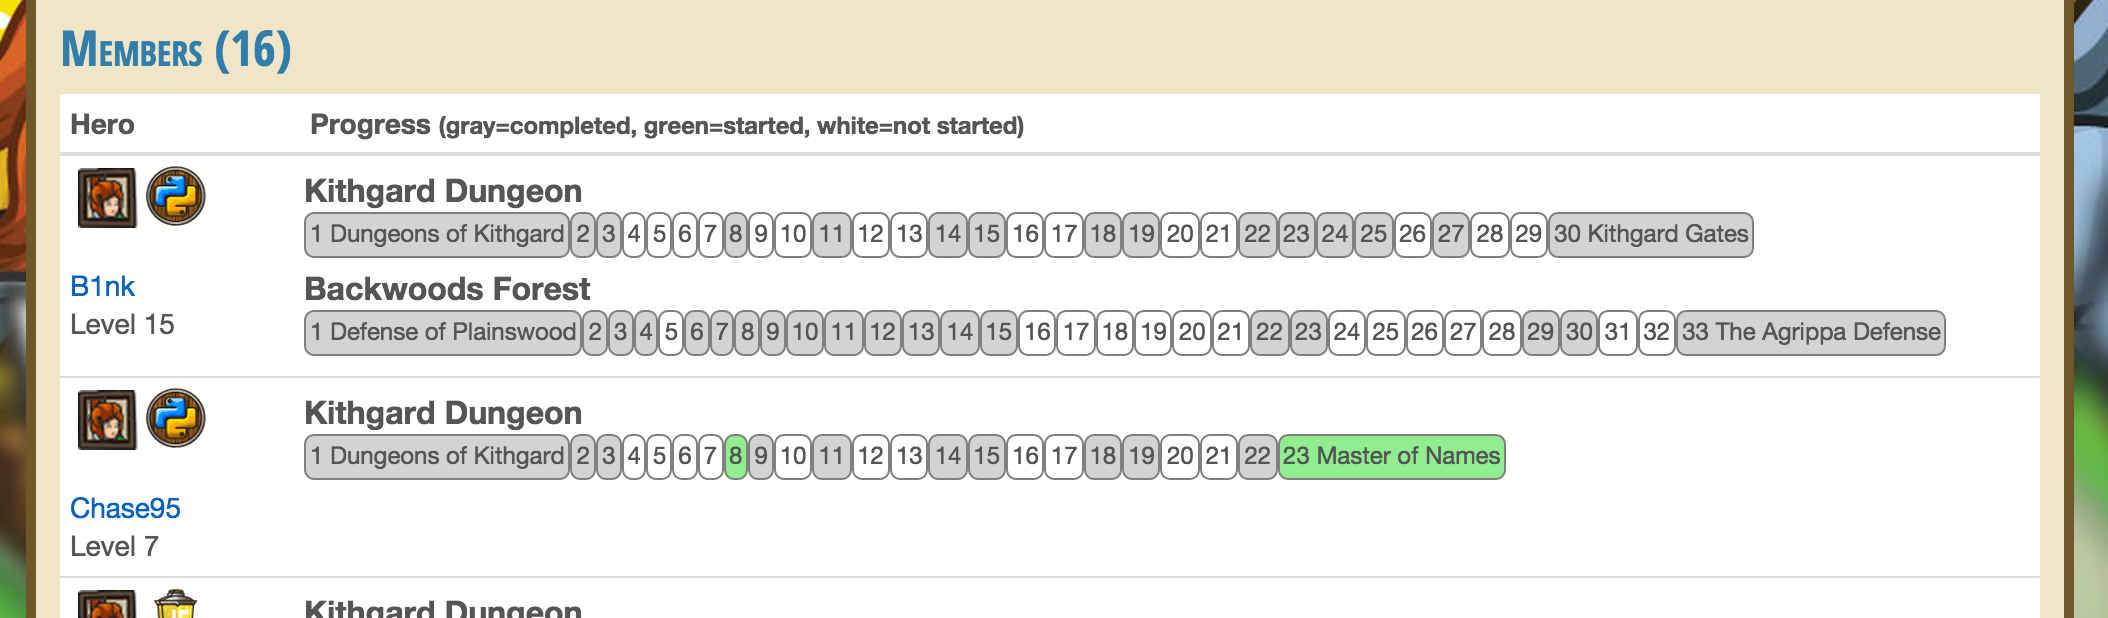 Members (16)
Hero Progress (gray=completed, green=started, white=not started)
Kithgard Dungeon
1 Dungeons of Kithgard 2 3 4 5 6 7 8 9 10 11 12 13 14 15 16 17 18 19 20 21 22 23 24 25 26 27 28 29 30 Kithgard Gates
B1nk
Level 15
Backwoods Forest
1 Defense of Plainswood 2 3 4 5 6 7 8 9 10 11 12 13 14 15 16 17 18 19 20 21 22 23 24 25 26 27 28 29 30 31 32 33 The Agrippa Defense
Kithgard Dungeon
1 Dungeons of Kithgard 2 3 4 5 6 7 8 9 10 11 12 13 14 15 16 17 18 19 20 21 22 23 Master of Names
Chase95
Level 7
Kithgard Dungeon